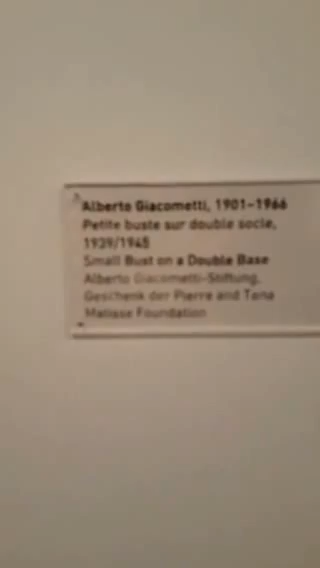 Alberto Giacometti, 1901–1966
Petite buste sur double socle,
1939/1945
Small Bust on a Double Base
Alberto Giacometti-Stiftung,
Geschenk der Pierre and Tana
Matisse Foundation